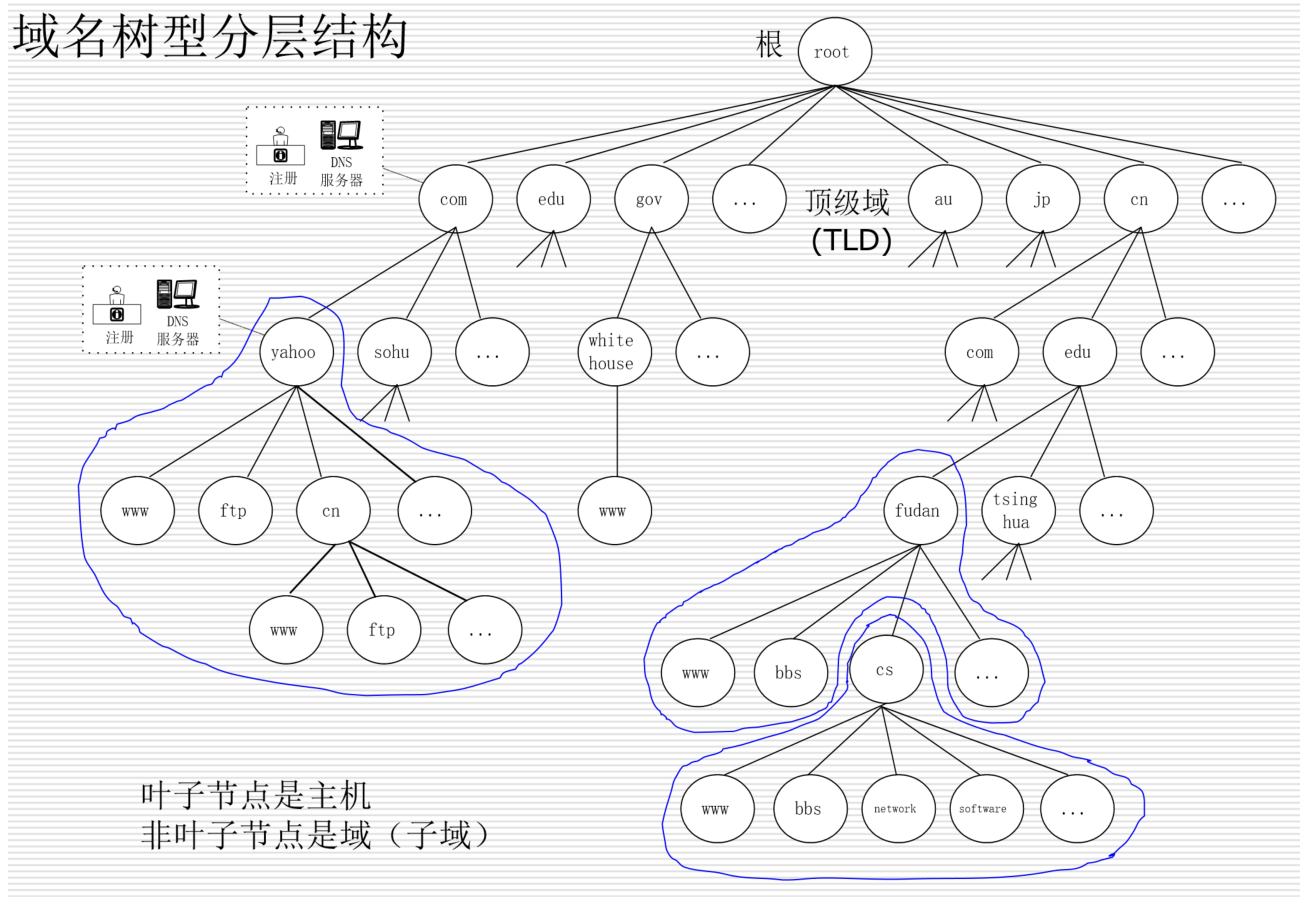 域名树型分层结构
根
root
DNS
注册
服务器
com
edu
gov
...
顶级域
(TLD)
au
jp
cn
...
DNS
注册
服务器
yahoo
sohu
...
white
house
...
com
edu
...
www
ftp
cn
...
www
fudan
tsing
hua
...
www
ftp
...
www
bbs
cs
...
叶子节点是主机
非叶子节点是域（子域）
www
bbs
network
software
...